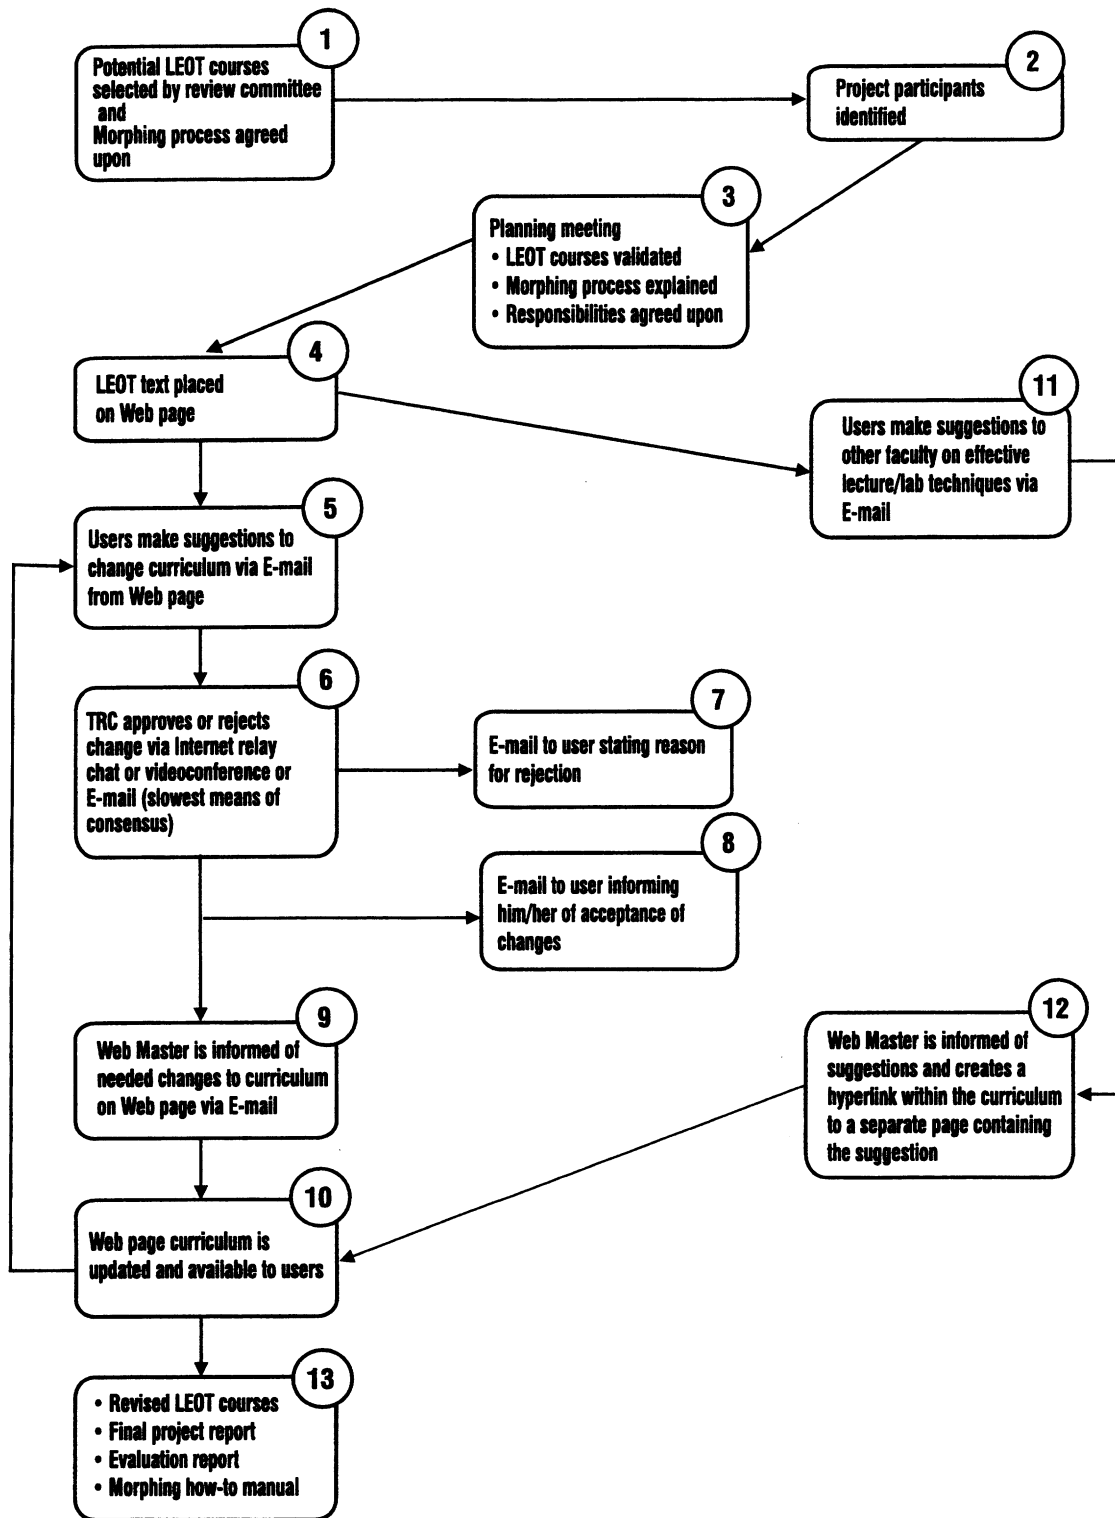 1
Potential LEOT courses
selected by review committee
and
Morphing process agreed
upon
2
Project participants
identified
3
Planning meeting
• LEOT courses validated
• Morphing process explained
• Responsibilities agreed upon
4
LEOT text placed
on Web page
11
Users make suggestions to
other faculty on effective
lecture/lab techniques via
E-mail
5
Users make suggestions to
change curriculum via E-mail
from Web page
6
TRC approves or rejects
change via Internet relay
chat or videoconference or
E-mail (slowest means of
consensus)
7
E-mail to user stating reason
for rejection
8
E-mail to user informing
him/her of acceptance of
changes
9
Web Master is informed of
needed changes to curriculum
on Web page via E-mail
12
Web Master is informed of
suggestions and creates a
hyperlink within the curriculum
to a separate page containing
the suggestion
10
Web page curriculum is
updated and available to users
13
• Revised LEOT courses
• Final project report
• Evaluation report
• Morphing how-to manual